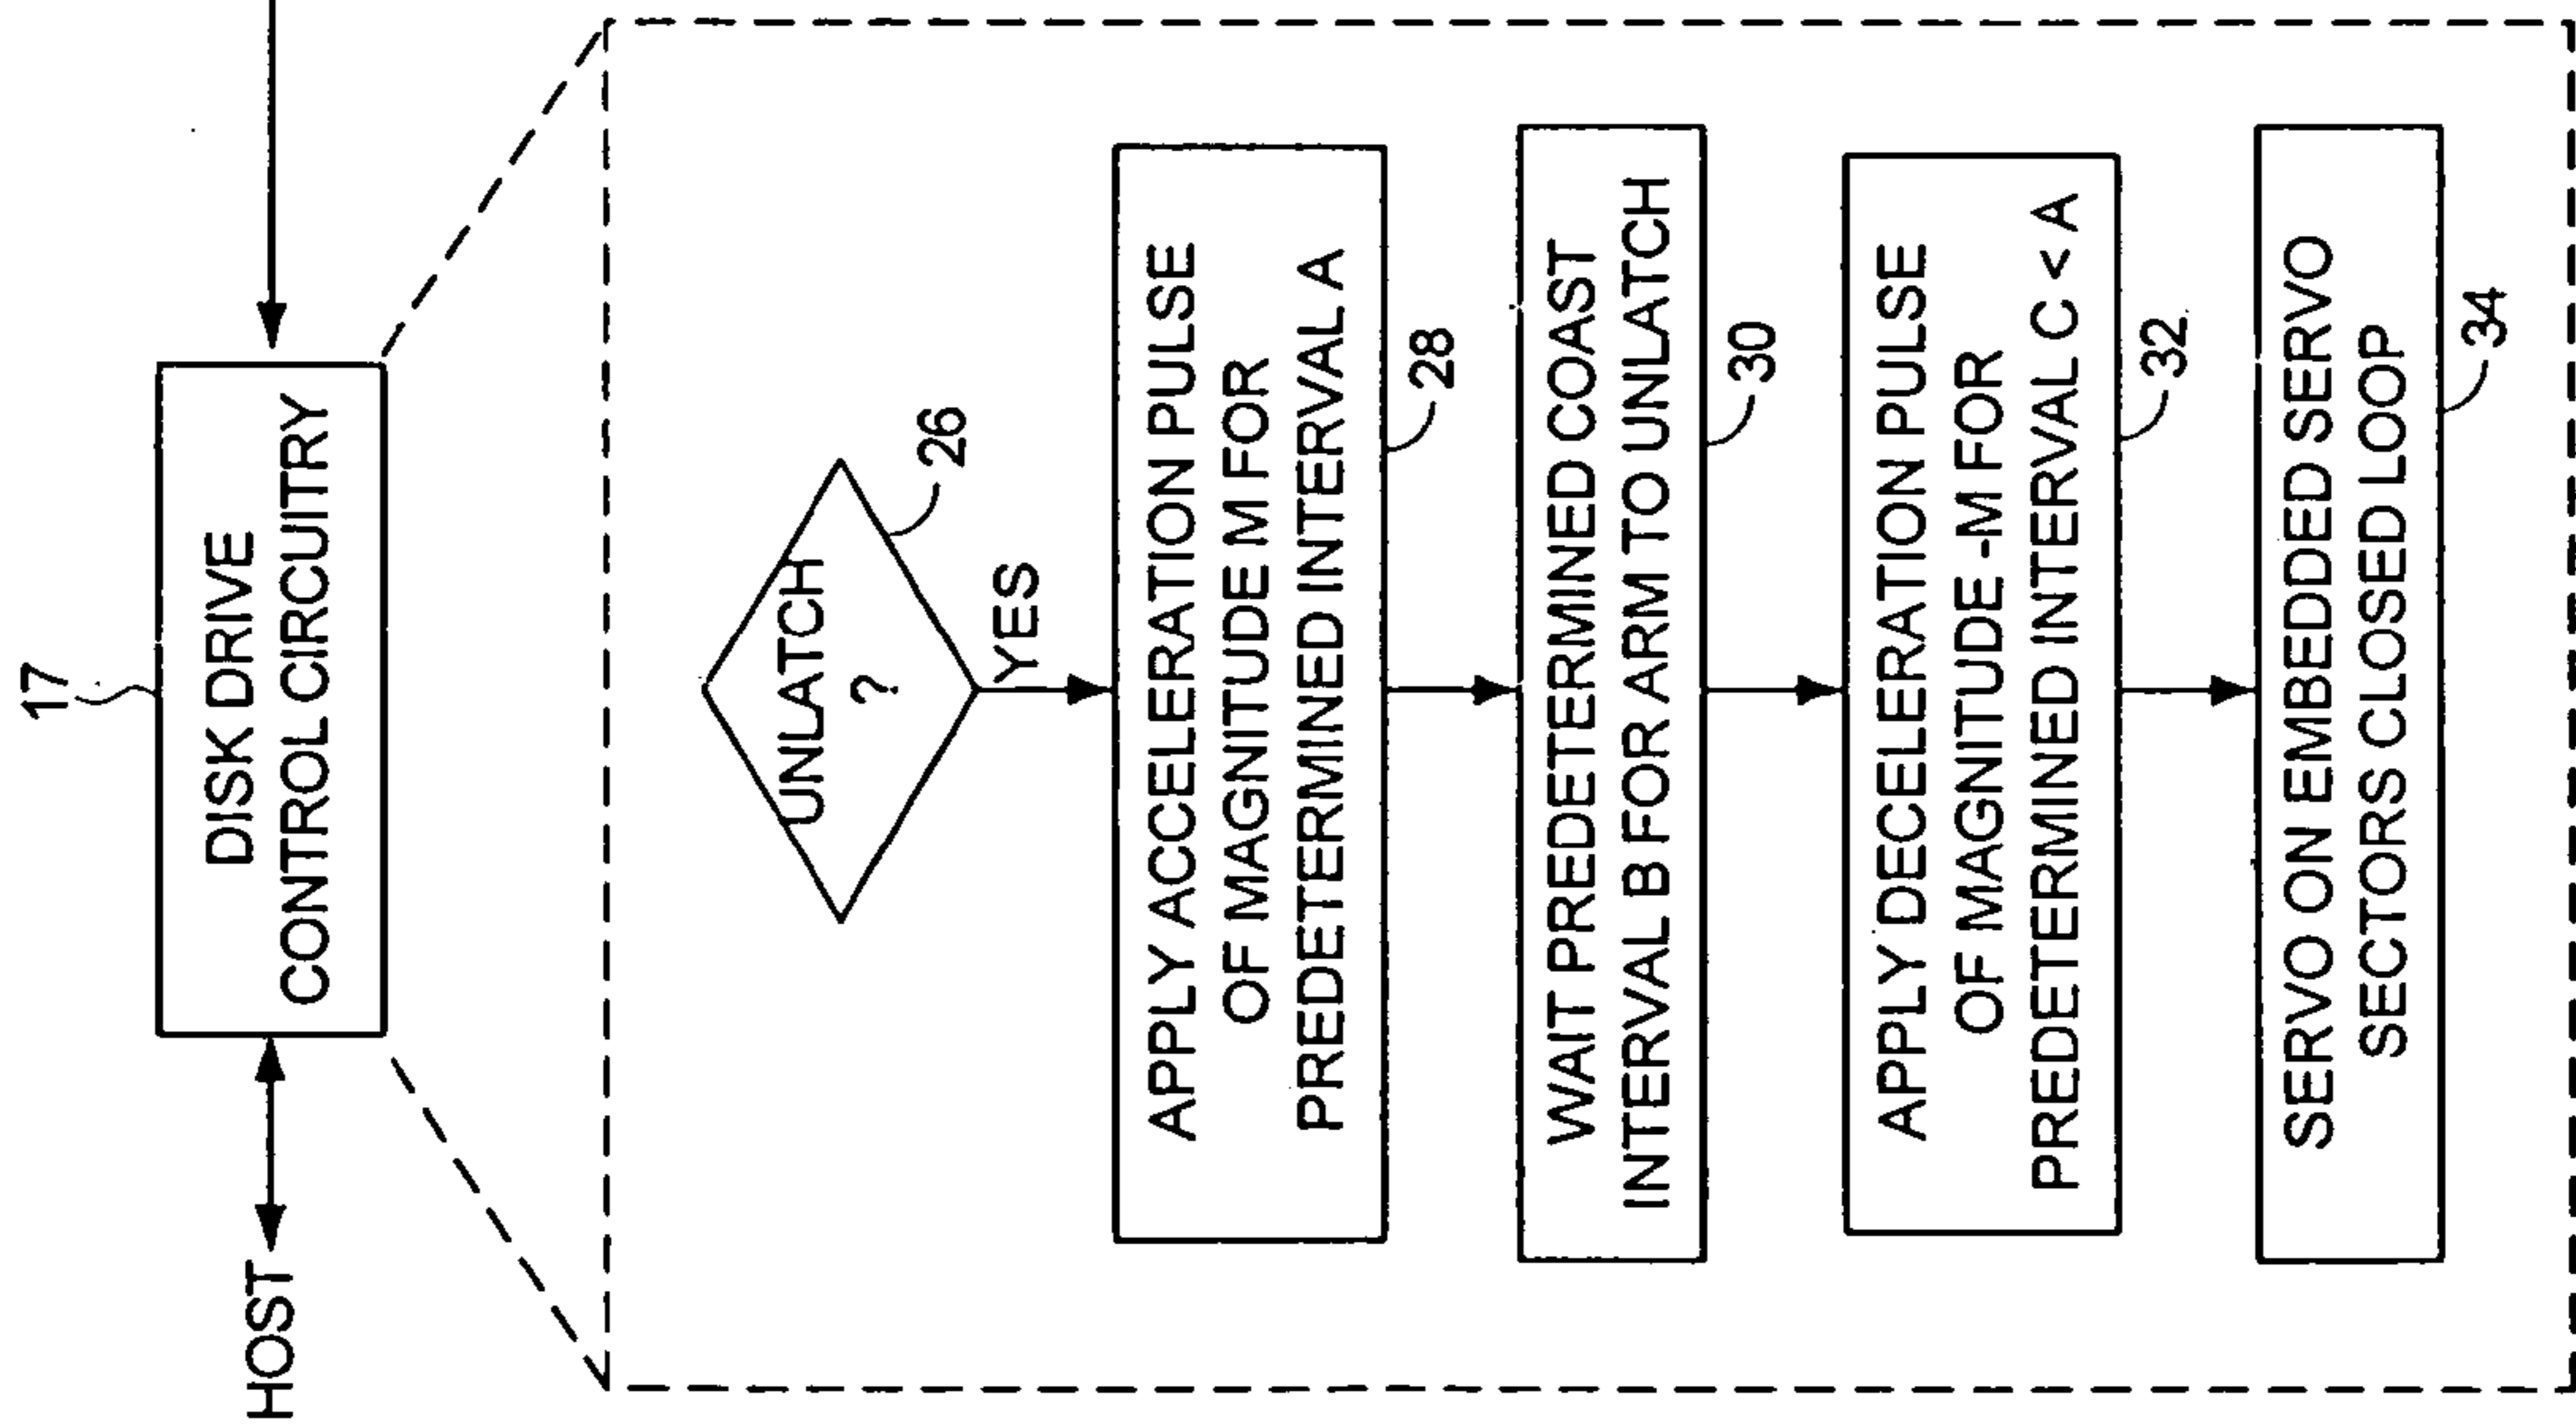 17
DISK DRIVE
CONTROL CIRCUITRY
HOST
UNLATCH
?
26
YES
APPLY ACCELERATION PULSE
OF MAGNITUDE M FOR
PREDETERMINED INTERVAL A
28
WAIT PREDETERMINED COAST
INTERVAL B FOR ARM TO UNLATCH
30
APPLY DECELERATION PULSE
OF MAGNITUDE -M FOR
PREDETERMINED INTERVAL C < A
32
SERVO ON EMBEDDED SERVO
SECTORS CLOSED LOOP
34